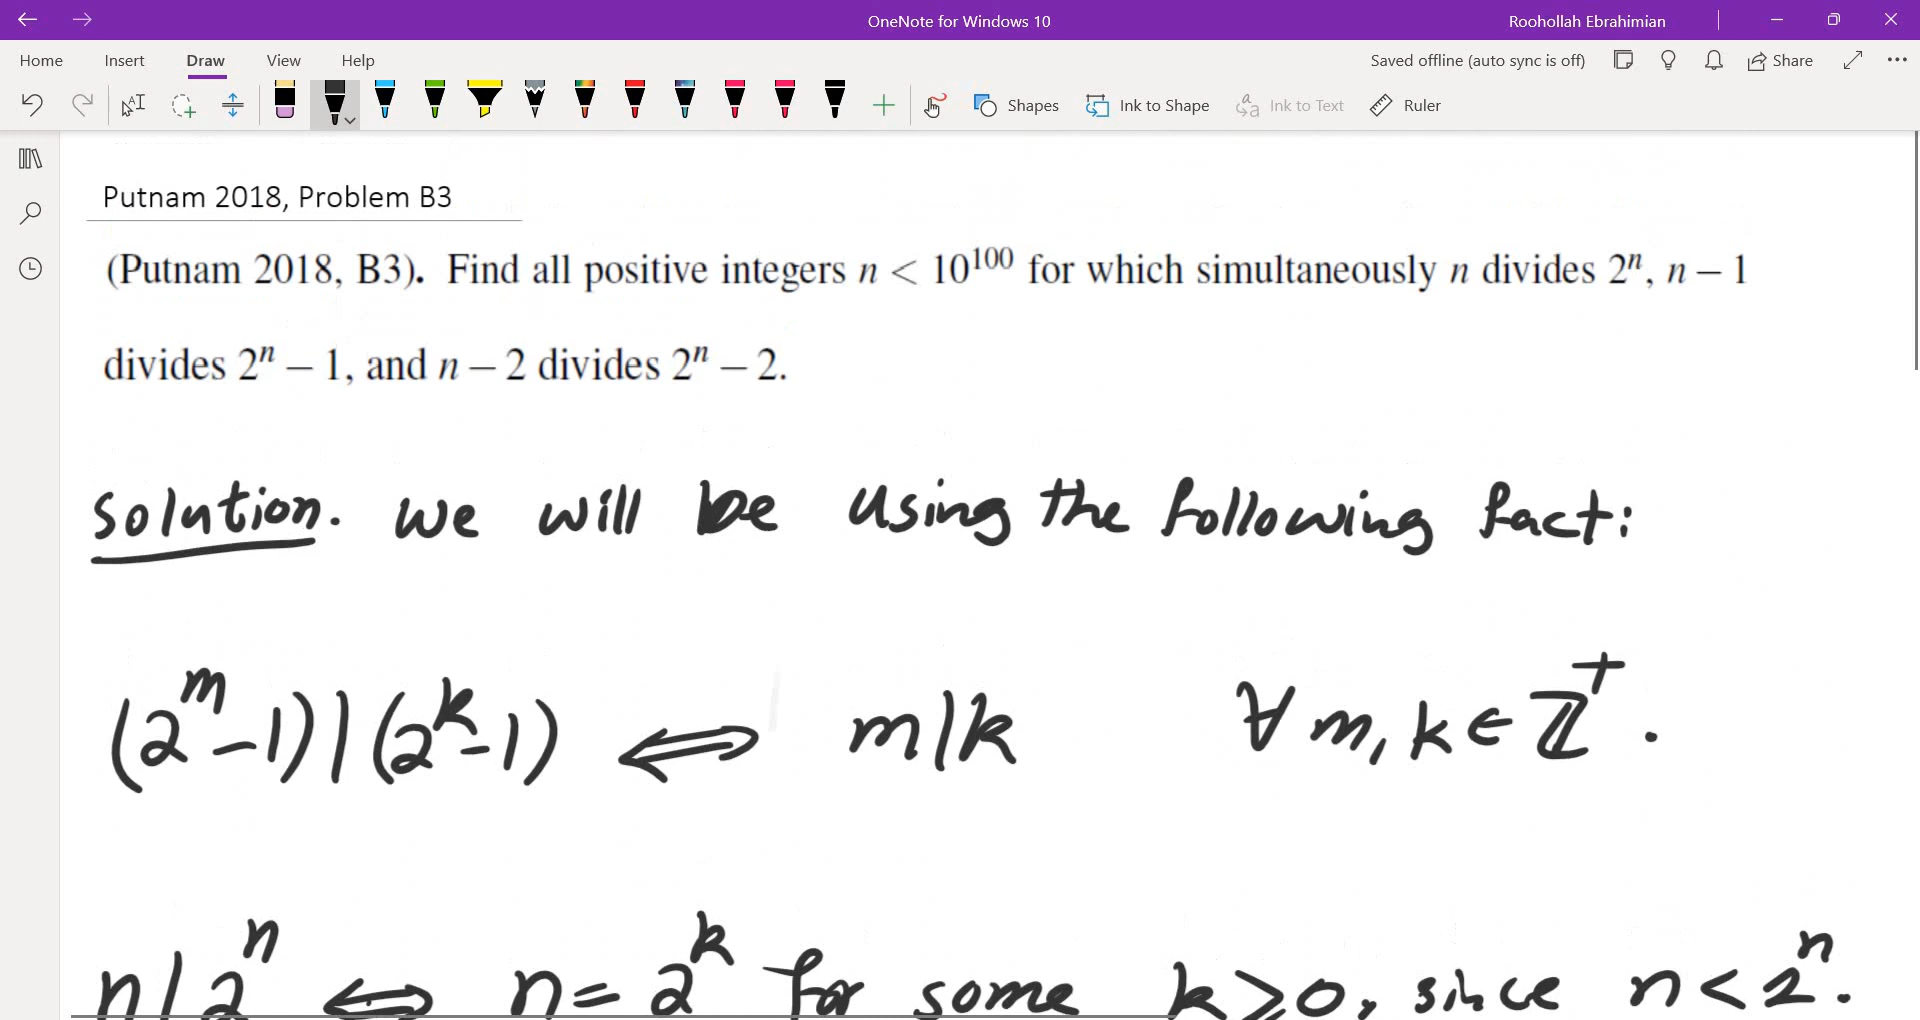 OneNote for Windows 10
Roohollah Ebrahimian
Home Insert Draw View Help
Saved offline (auto sync is off) Share
Shapes Ink to Shape Ink to Text Ruler
Putnam 2018, Problem B3
(Putnam 2018, B3). Find all positive integers n < 10^100 for which simultaneously n divides 2^n, n − 1
divides 2^n − 1, and n − 2 divides 2^n − 2.
solution. we will be using the following fact:
(2^m-1)|(2^k-1) ⟺ m|k ∀ m, k ∈ ℤ^+.
n|2^n ⟺ n = 2^k for some k ≥ 0, since n < 2^n.